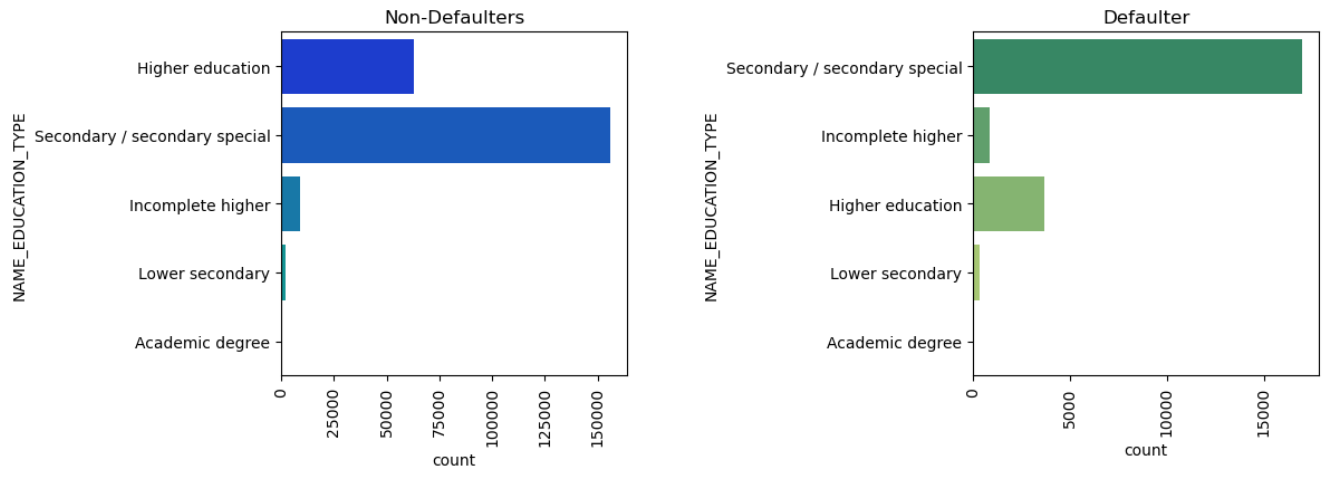 Non-Defaulters
NAME_EDUCATION_TYPE
Higher education
Secondary / secondary special
Incomplete higher
Lower secondary
Academic degree
0
25000
50000
75000
100000
125000
150000
count
Defaulter
NAME_EDUCATION_TYPE
Secondary / secondary special
Incomplete higher
Higher education
Lower secondary
Academic degree
0
5000
10000
15000
count